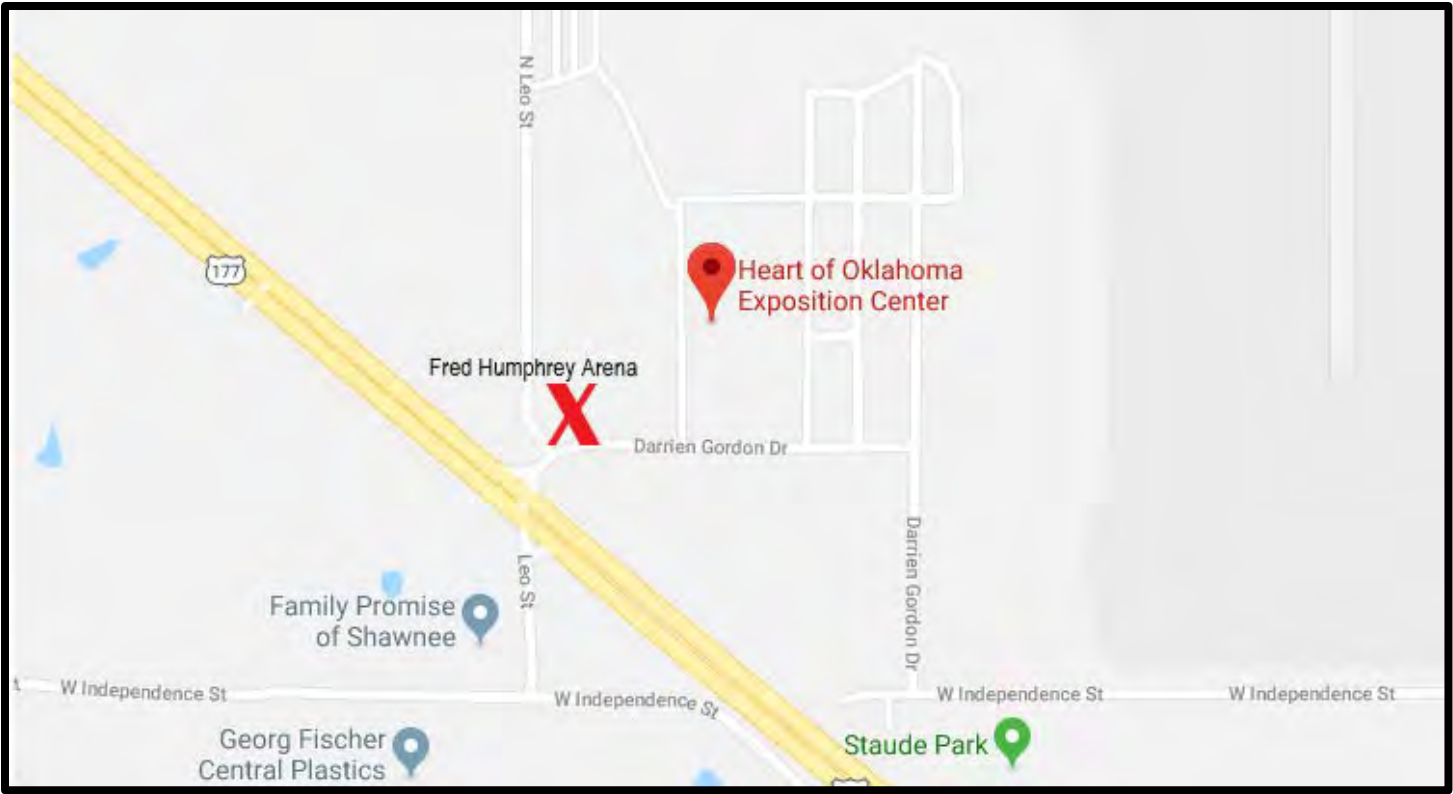 N Leo St
177
Heart of Oklahoma
Exposition Center
Fred Humphrey Arena
X
Darrien Gordon Dr
Darrien Gordon Dr
Leo St
Family Promise
of Shawnee
W Independence St
W Independence St
W Independence St
W Independence St
Staude Park
Georg Fischer
Central Plastics